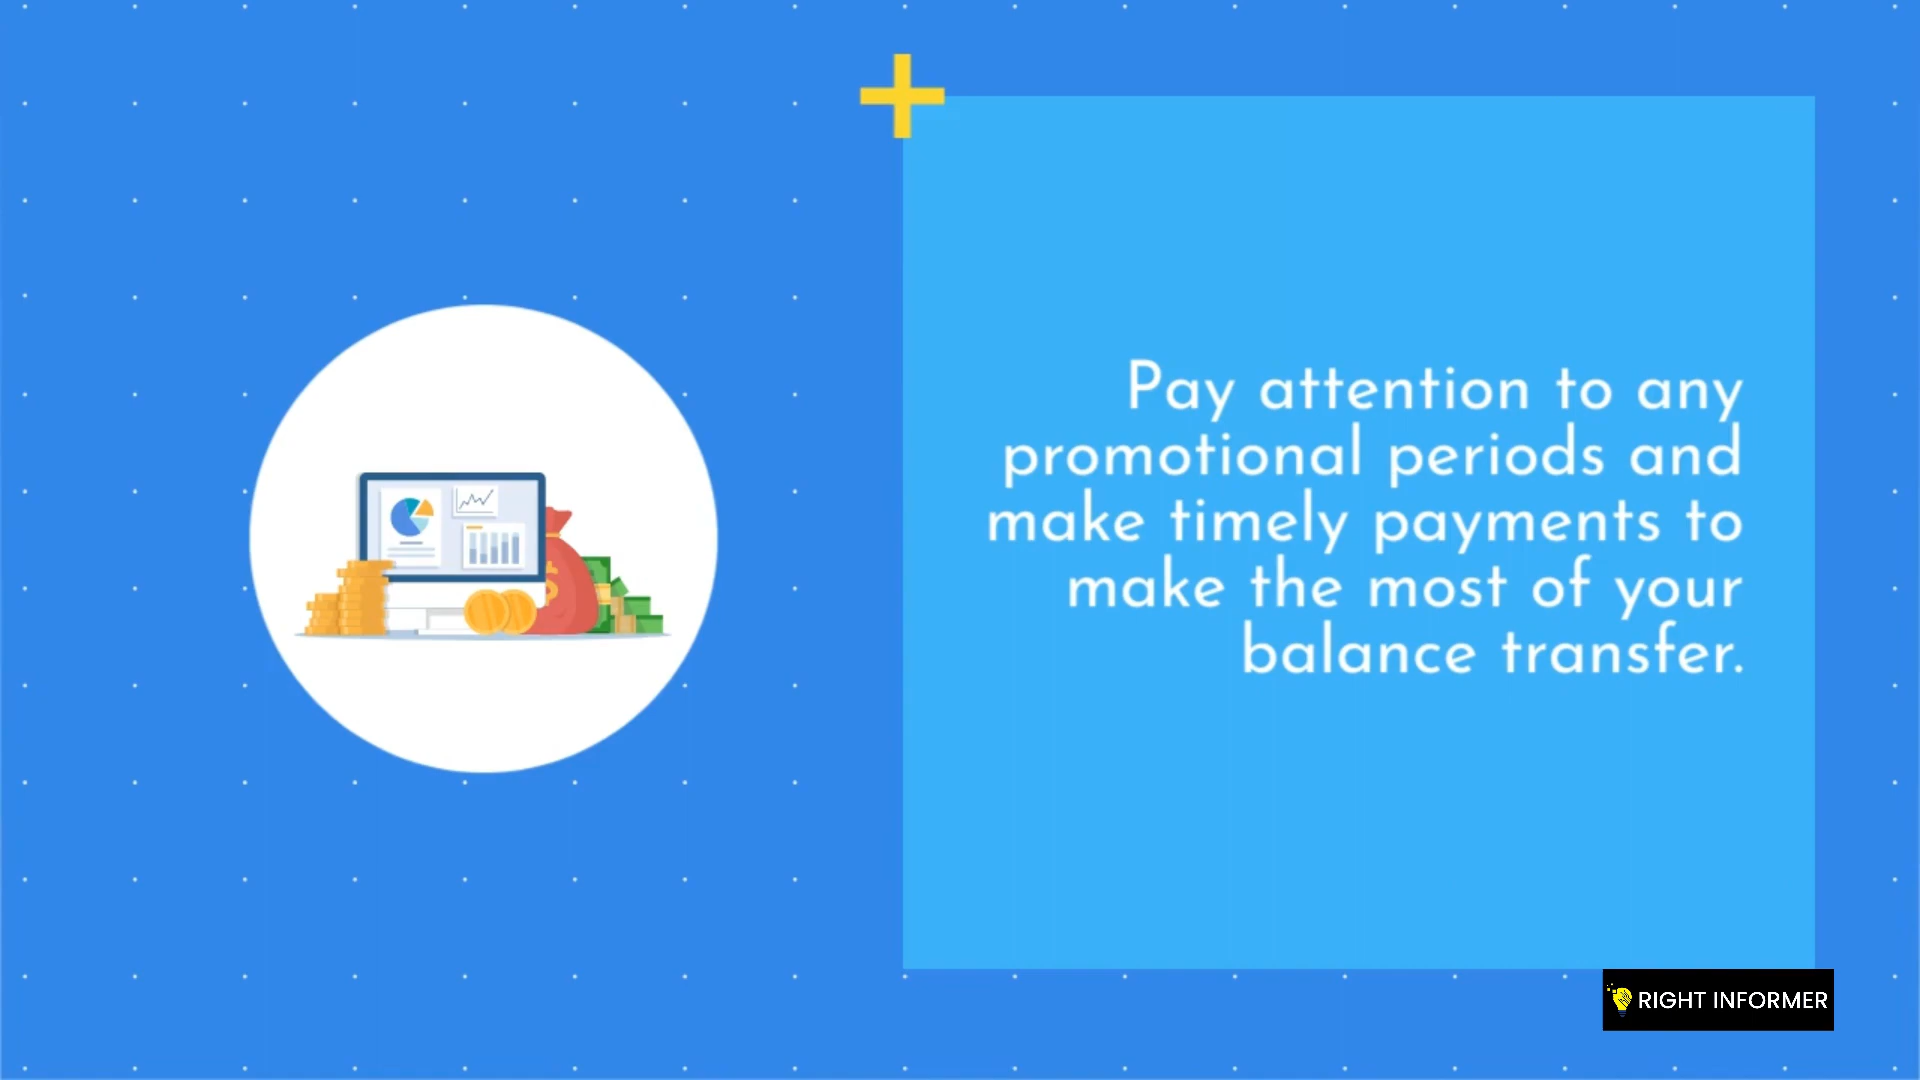 Pay attention to any
promotional periods and
make timely payments to
make the most of your
balance transfer.
$
RIGHT INFORMER